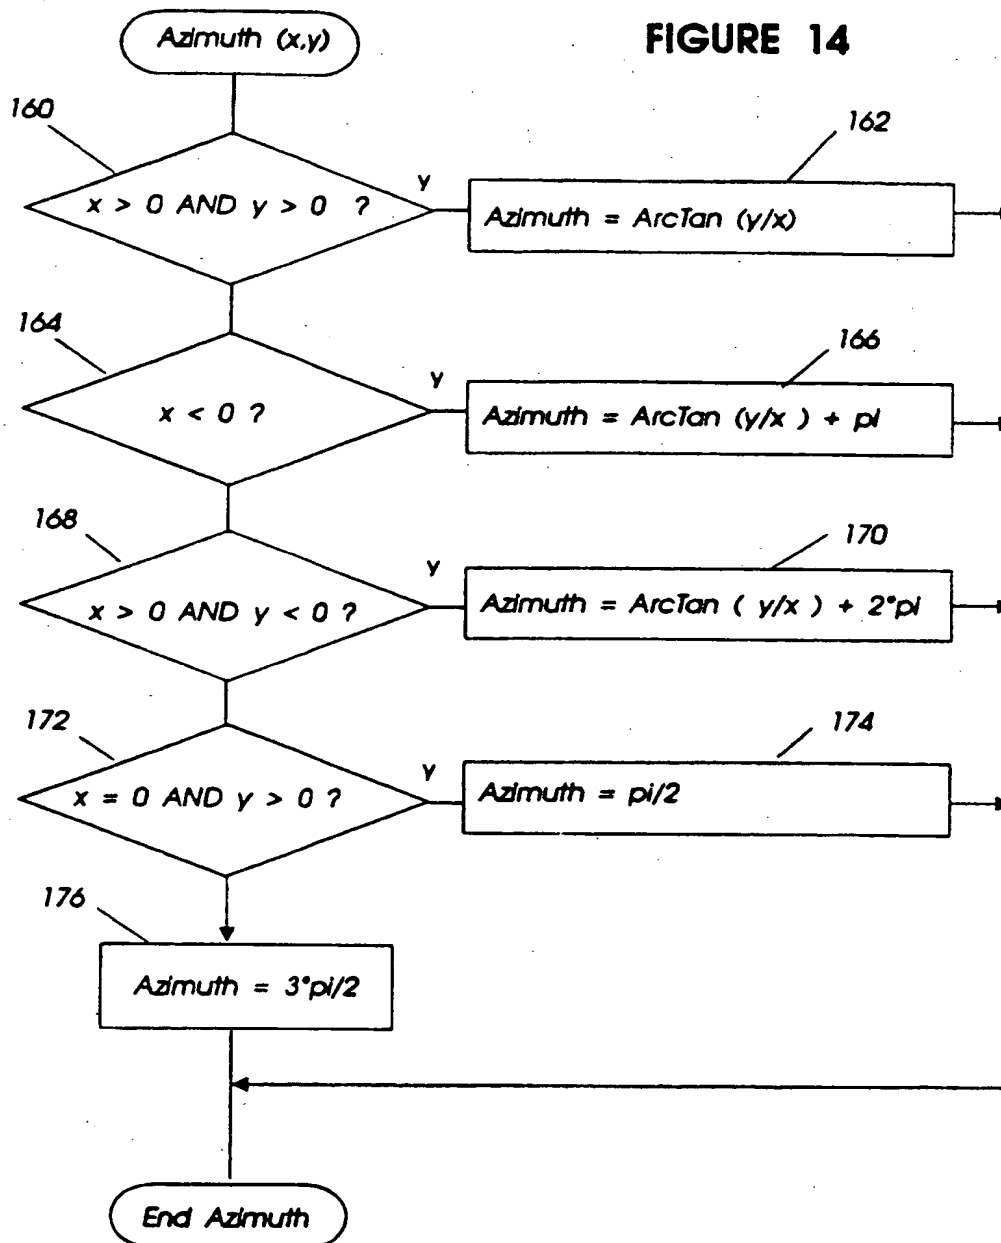 Azimuth (x,y)
FIGURE 14
160
x > 0 AND y > 0 ?
y
162
Azimuth = ArcTan (y/x)
164
x < 0 ?
y
166
Azimuth = ArcTan (y/x ) + pi
168
x > 0 AND y < 0 ?
y
170
Azimuth = ArcTan ( y/x ) + 2*pi
172
x = 0 AND y > 0 ?
y
174
Azimuth = pi/2
176
Azimuth = 3*pi/2
End Azimuth